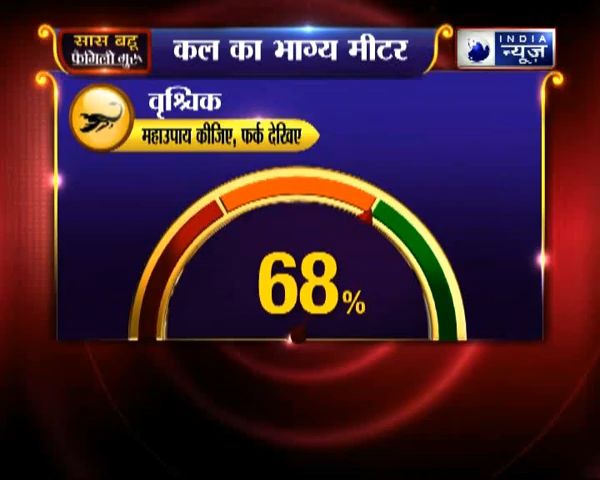 सास बहू
फैमिली गुरु
कल का भाग्य मीटर
INDIA
न्यूज़
वृश्चिक
महाउपाय कीजिए, फर्क देखिए
68%